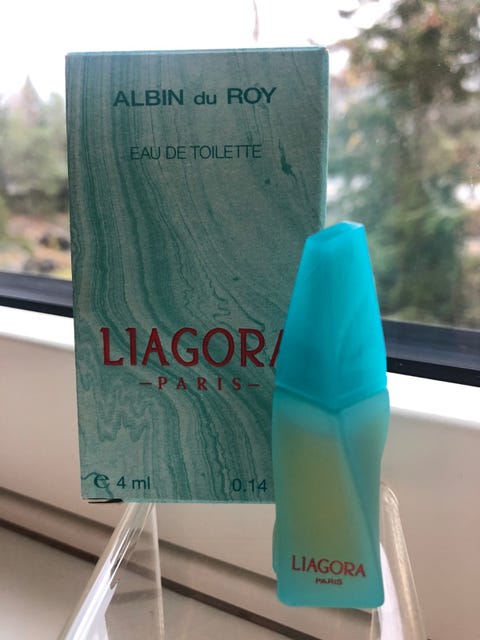 ALBIN du ROY
EAU DE TOILETTE
LIAGORA
–PARIS–
℮ 4 ml 0.14
LIAGORA
PARIS